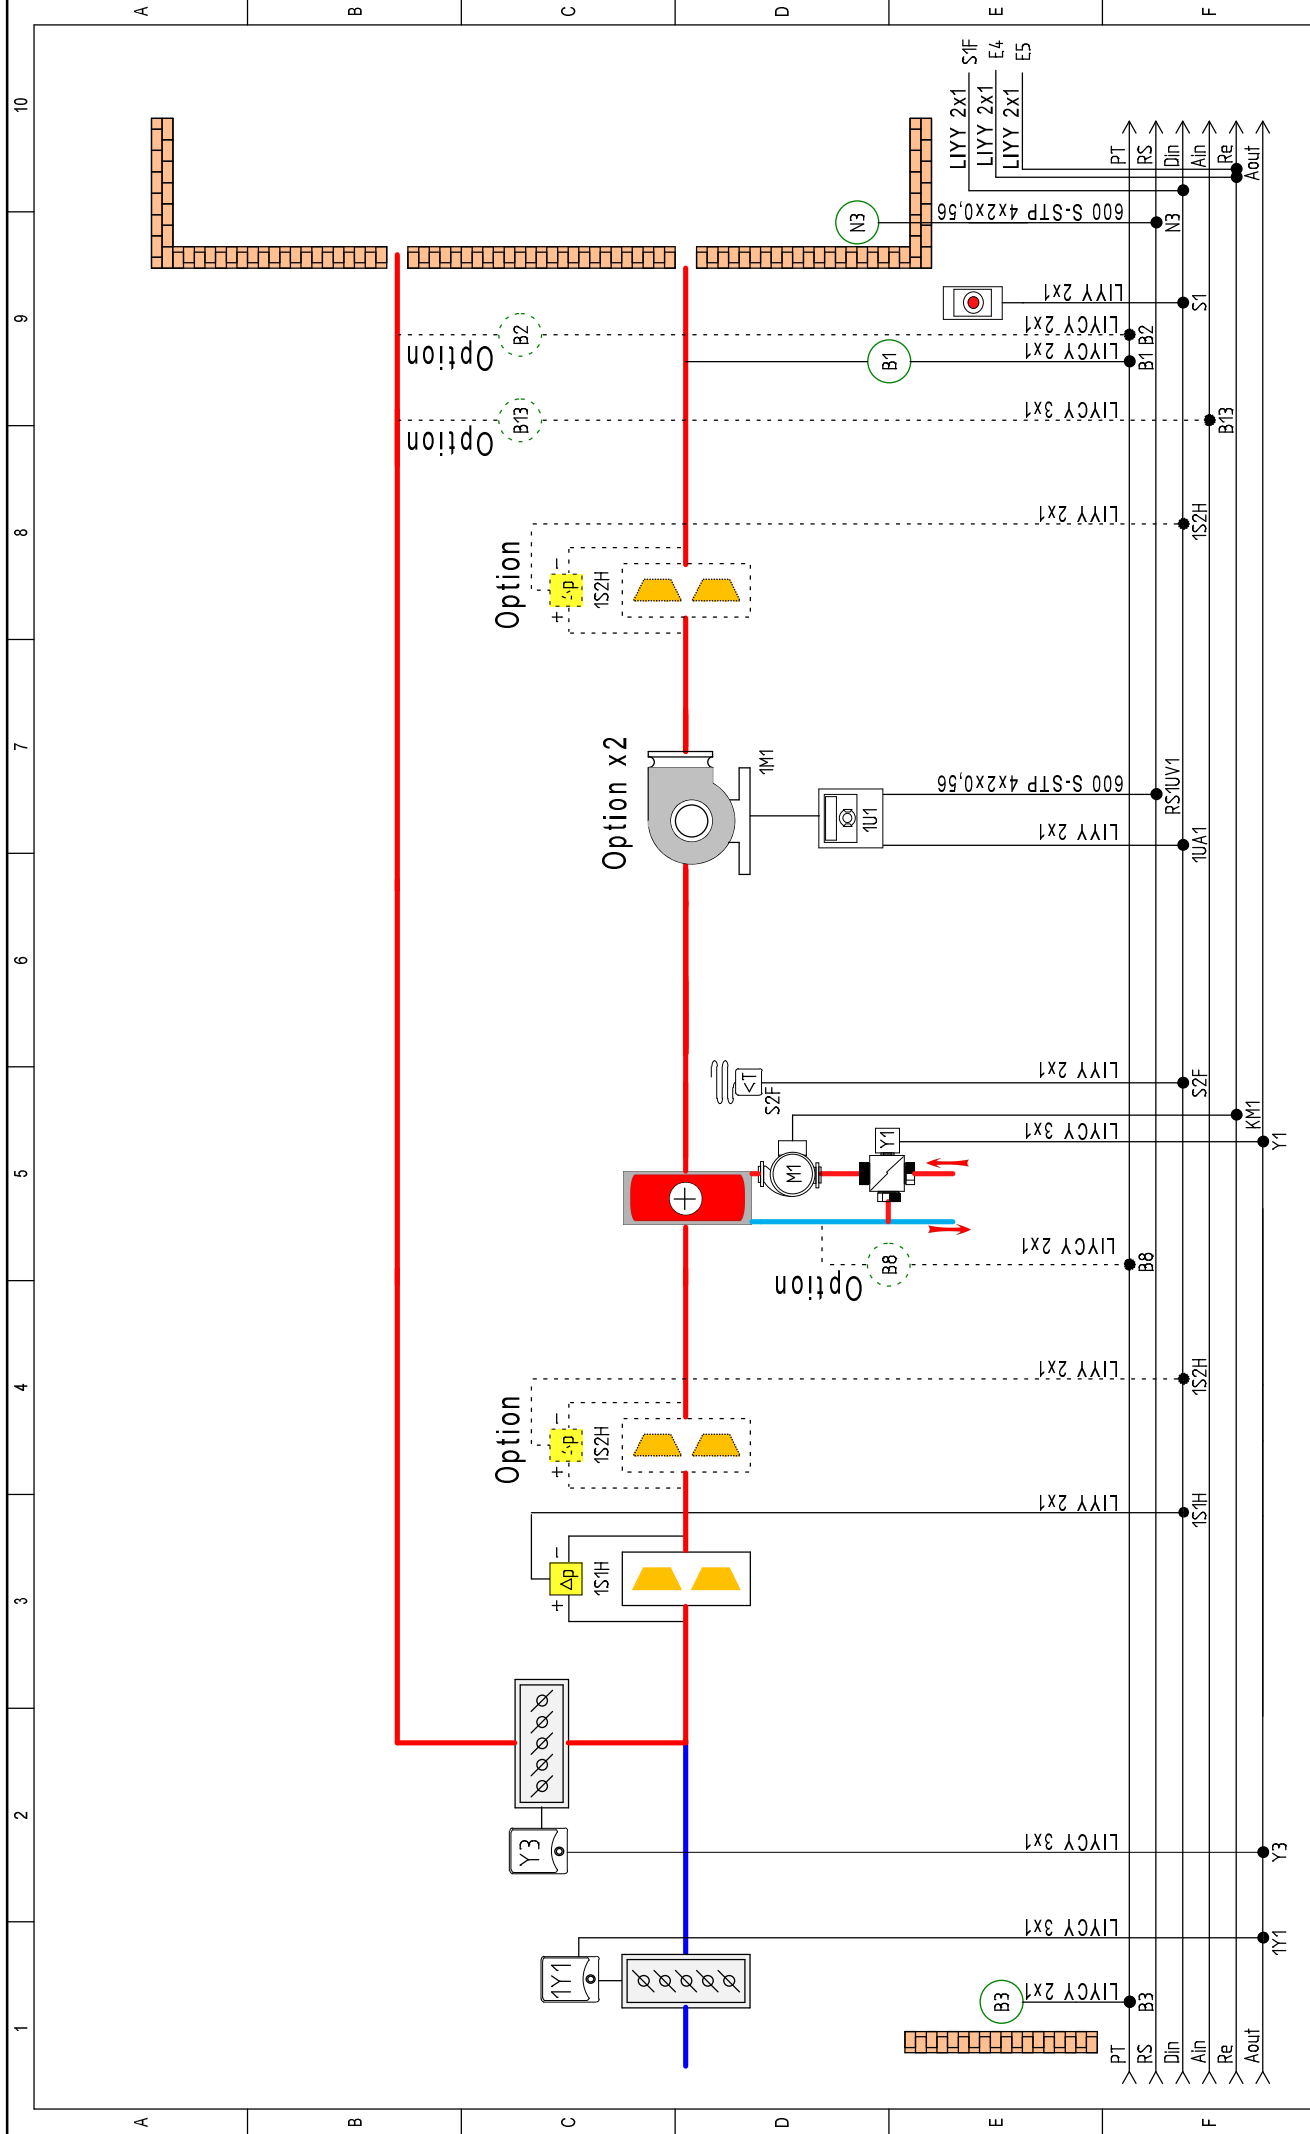 A
B
C
D
E
F
1
2
3
4
5
6
7
8
9
10
A
B
C
D
E
F
S1F
E4
E5
LIYY 2x1
LIYY 2x1
LIYY 2x1
PT
RS
Din
Ain
Re
Aout
N3
600 S-STP 4x2x0,56
N3
LIYY 2x1
S1
Option
B2
LIYCY 2x1
B2
B1
LIYCY 2x1
B1
Option
B13
LIYCY 3x1
B13
Option
+
Δp
-
1S2H
LIYY 2x1
1S2H
Option x2
1M1
1U1
600 S-STP 4x2x0,56
RS1UV1
LIYY 2x1
1UA1
<T
S2F
LIYY 2x1
S2F
M1
KM1
Y1
LIYCY 3x1
Y1
Option
B8
LIYCY 2x1
B8
Option
+
Δp
-
1S2H
LIYY 2x1
1S2H
+
Δp
-
1S1H
LIYY 2x1
1S1H
Y3
LIYCY 3x1
Y3
1Y1
LIYCY 3x1
1Y1
B3
LIYCY 2x1
B3
PT
RS
Din
Ain
Re
Aout